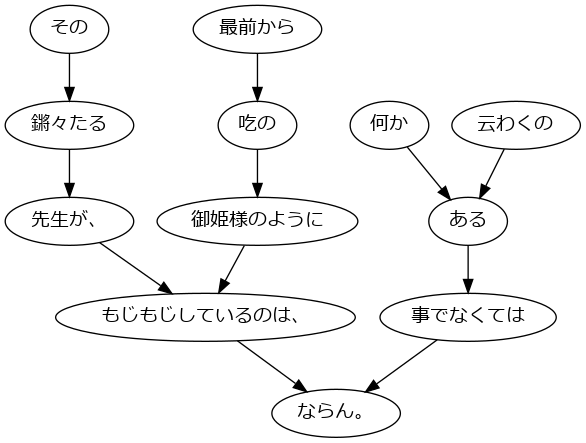 その
最前から
鏘々たる
吃の
何か
云わくの
先生が、
御姫様のように
ある
もじもじしているのは、
事でなくては
ならん。